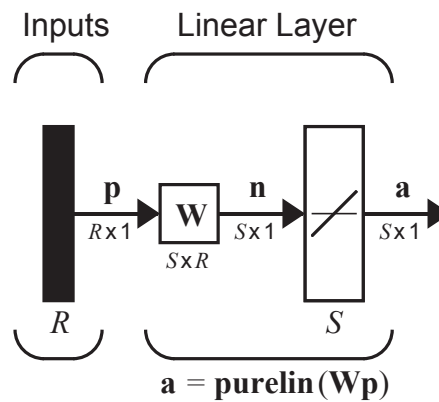 Inputs Linear Layer
p n a
W
R x 1 S x 1 S x 1
S x R
R S
a = purelin (Wp)